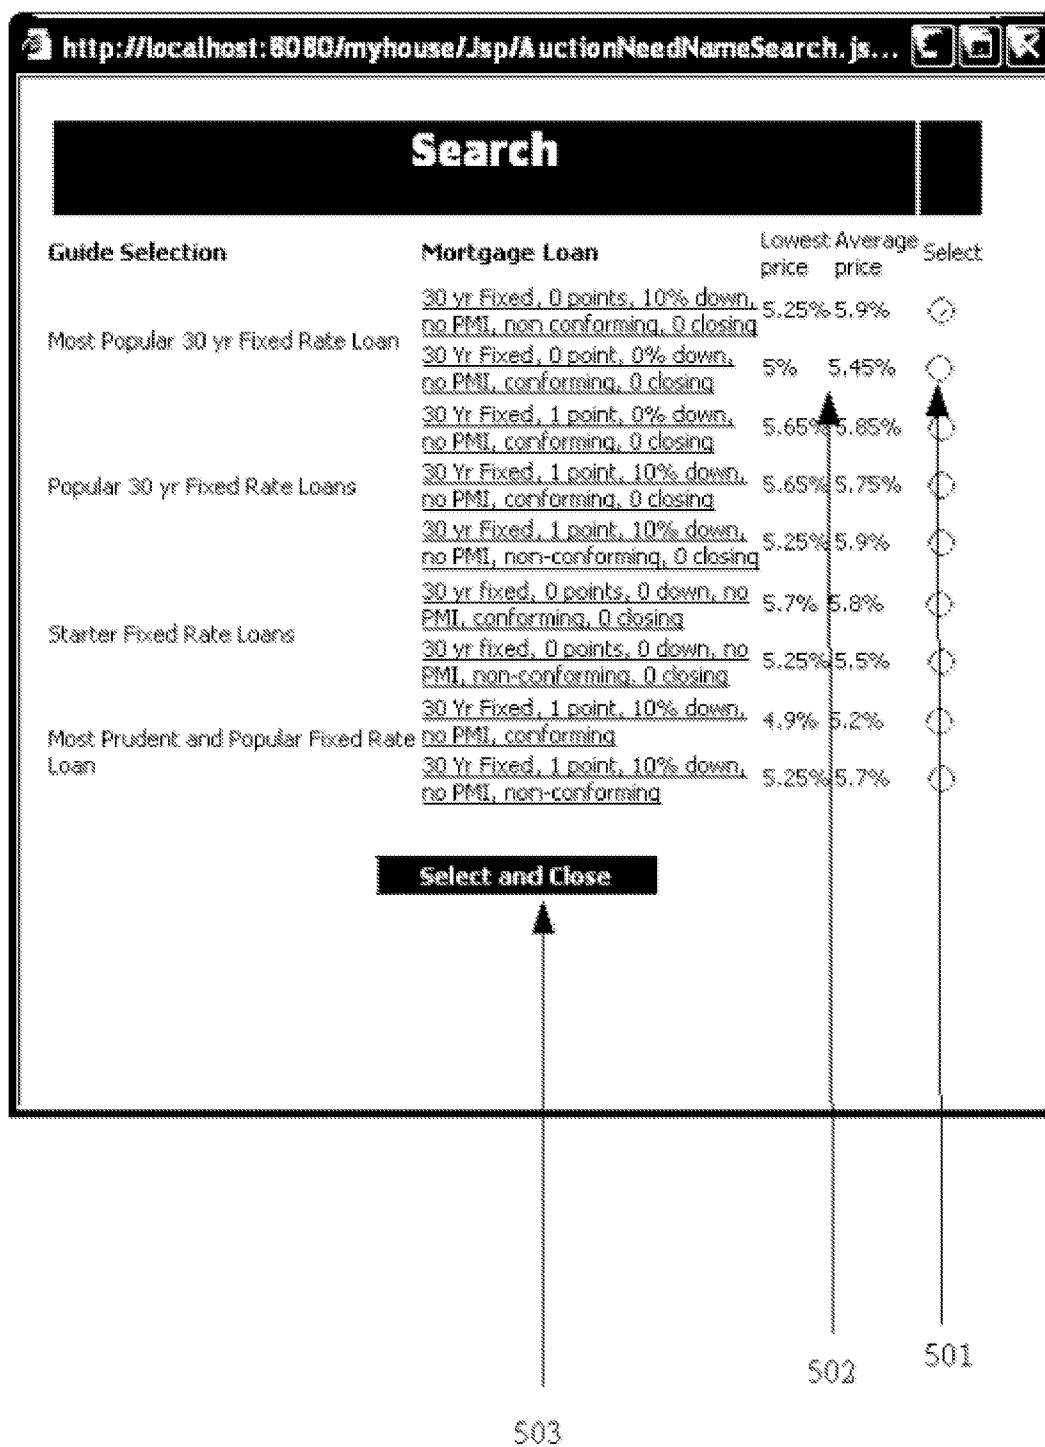 http://localhost:8080/myhouse/Jsp/AuctionNeedNameSearch.js...
Search
Guide Selection Mortgage Loan Lowest price Average price Select
Most Popular 30 yr Fixed Rate Loan
30 yr Fixed, 0 points, 10% down,
no PMI, non conforming, 0 closing
5.25% 5.9%
30 Yr Fixed, 0 point, 0% down,
no PMI, conforming, 0 closing
5% 5.45%
Popular 30 yr Fixed Rate Loans
30 Yr Fixed, 1 point, 0% down,
no PMI, conforming, 0 closing
5.65% 5.85%
30 Yr Fixed, 1 point, 10% down,
no PMI, conforming, 0 closing
5.65% 5.75%
30 yr Fixed, 1 point, 10% down,
no PMI, non-conforming, 0 closing
5.25% 5.9%
Starter Fixed Rate Loans
30 yr fixed, 0 points, 0 down, no
PMI, conforming, 0 closing
5.7% 5.8%
30 yr fixed, 0 points, 0 down, no
PMI, non-conforming, 0 closing
5.25% 5.5%
Most Prudent and Popular Fixed Rate
Loan
30 Yr Fixed, 1 point, 10% down,
no PMI, conforming
4.9% 5.2%
30 Yr Fixed, 1 point, 10% down,
no PMI, non-conforming
5.25% 5.7%
Select and Close
501
502
503